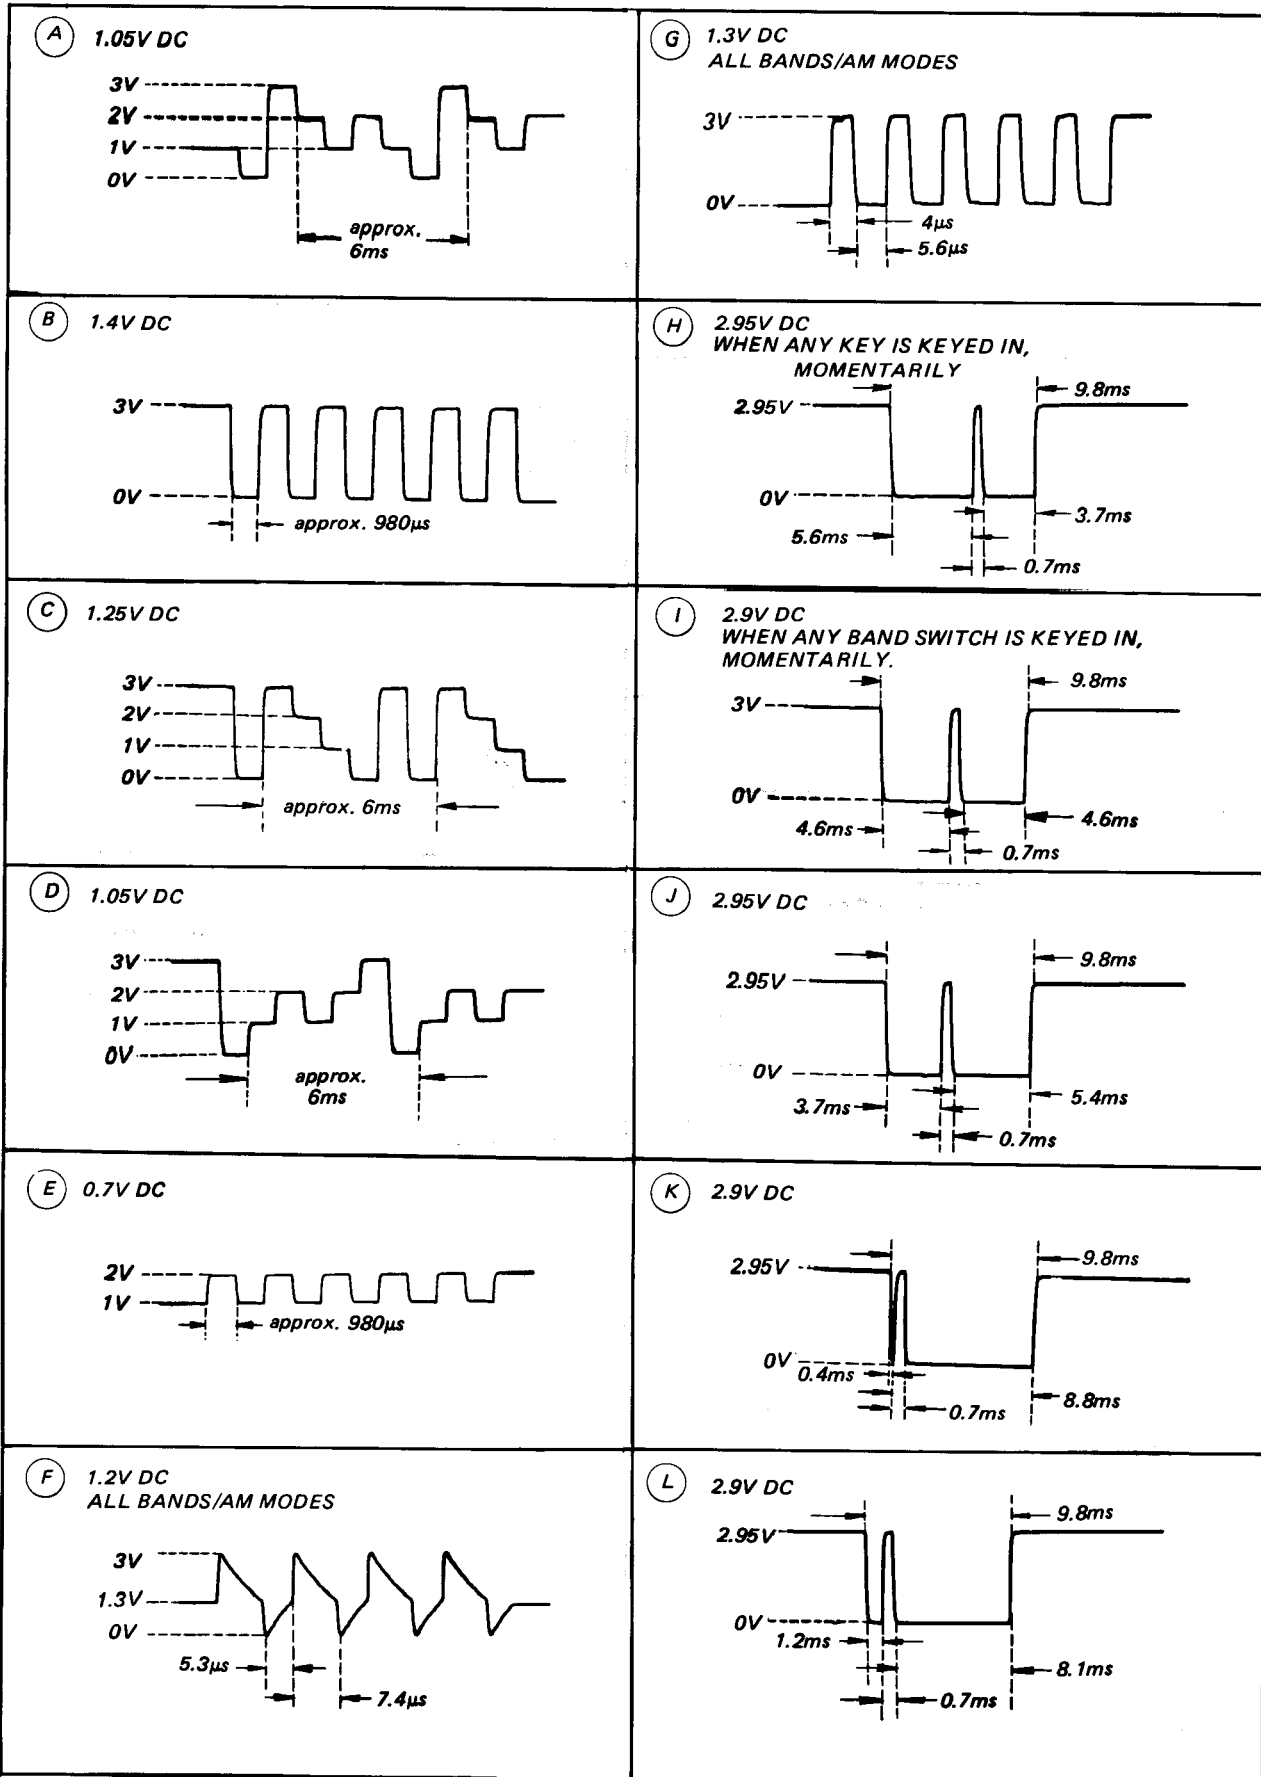 A 1.05V DC
3V
2V
1V
0V
approx.
6ms
B 1.4V DC
3V
0V
approx. 980µs
C 1.25V DC
3V
2V
1V
0V
approx. 6ms
D 1.05V DC
3V
2V
1V
0V
approx.
6ms
E 0.7V DC
2V
1V
approx. 980µs
F 1.2V DC
ALL BANDS/AM MODES
3V
1.3V
0V
5.3µs
7.4µs
G 1.3V DC
ALL BANDS/AM MODES
3V
0V
4µs
5.6µs
H 2.95V DC
WHEN ANY KEY IS KEYED IN,
MOMENTARILY
9.8ms
2.95V
0V
3.7ms
5.6ms
0.7ms
I 2.9V DC
WHEN ANY BAND SWITCH IS KEYED IN,
MOMENTARILY.
9.8ms
3V
0V
4.6ms 4.6ms
0.7ms
J 2.95V DC
9.8ms
2.95V
0V
5.4ms
3.7ms
0.7ms
K 2.9V DC
9.8ms
2.95V
0V
0.4ms
8.8ms
0.7ms
L 2.9V DC
9.8ms
2.95V
0V
1.2ms
8.1ms
0.7ms